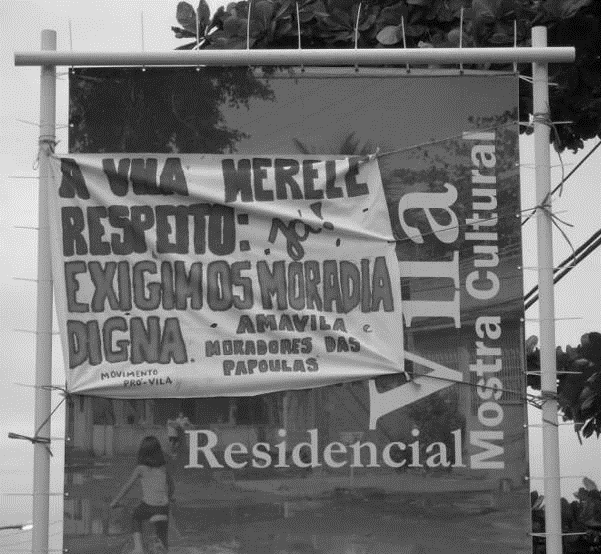 A VILA MERECE
RESPEITO: já!
EXIGIMOS MORADIA
DIGNA.
AMAVILA e
MORADORES DAS
PAPOULAS
MOVIMENTO
PRÓ-VILA
Vila
Mostra Cultural
Residencial